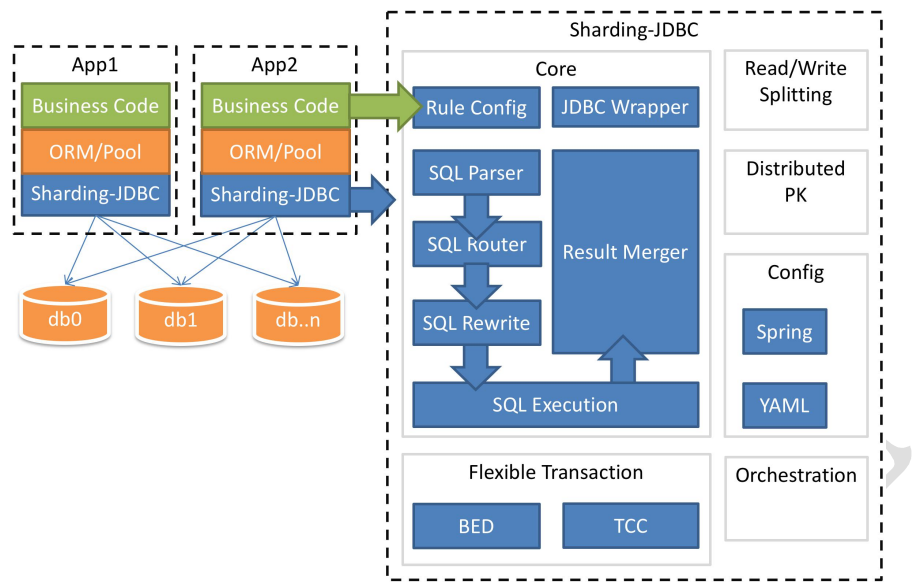 Sharding-JDBC
App1
Business Code
ORM/Pool
Sharding-JDBC
App2
Business Code
ORM/Pool
Sharding-JDBC
db0
db1
db..n
Core
Rule Config
JDBC Wrapper
SQL Parser
SQL Router
SQL Rewrite
Result Merger
SQL Execution
Read/Write
Splitting
Distributed
PK
Config
Spring
YAML
Flexible Transaction
BED
TCC
Orchestration